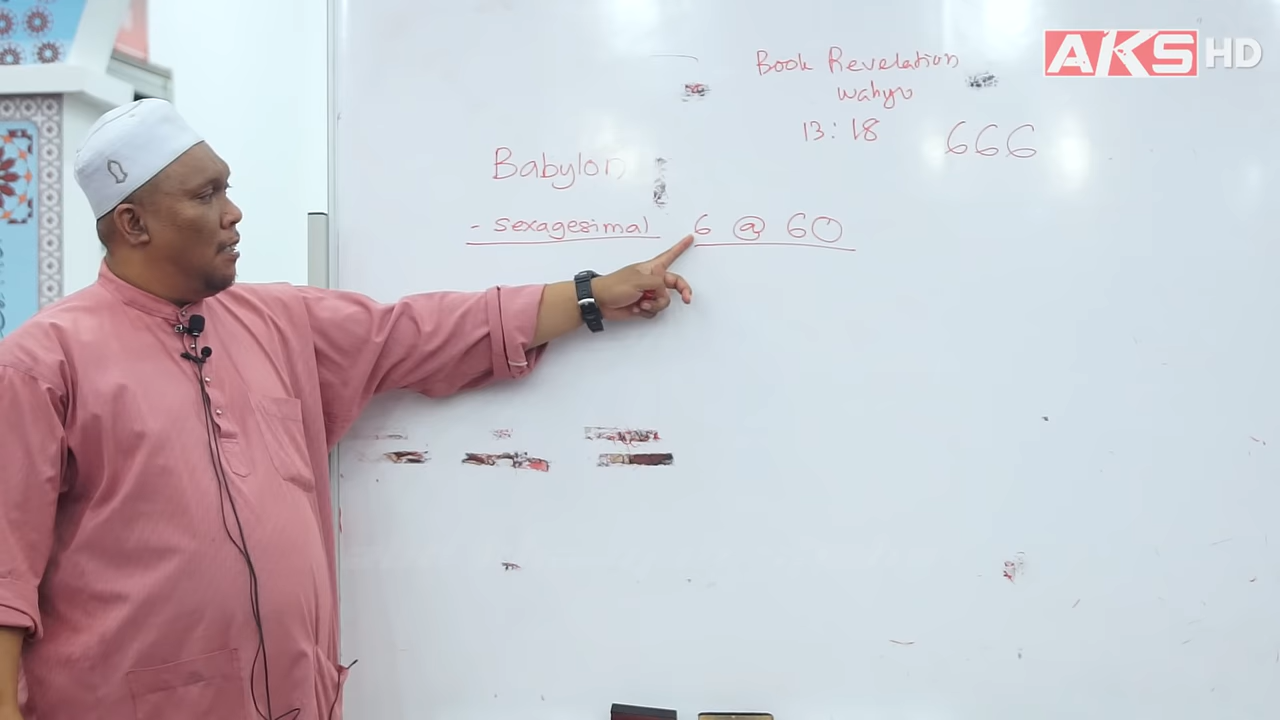 AKS HD
Book Revelation
wahyu
13:18 666
Babylon
- sexagesimal 6 @ 60